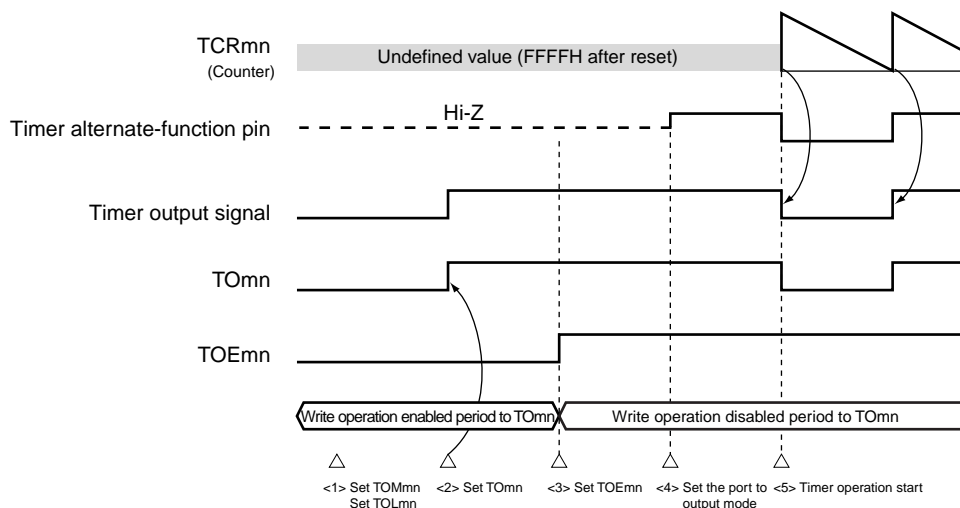 TCRmn
(Counter)
Undefined value (FFFFH after reset)
Hi-Z
Timer alternate-function pin
Timer output signal
TOmn
TOEmn
Write operation enabled period to TOmn
Write operation disabled period to TOmn
<1> Set TOMmn
Set TOLmn
<2> Set TOmn
<3> Set TOEmn
<4> Set the port to
output mode
<5> Timer operation start